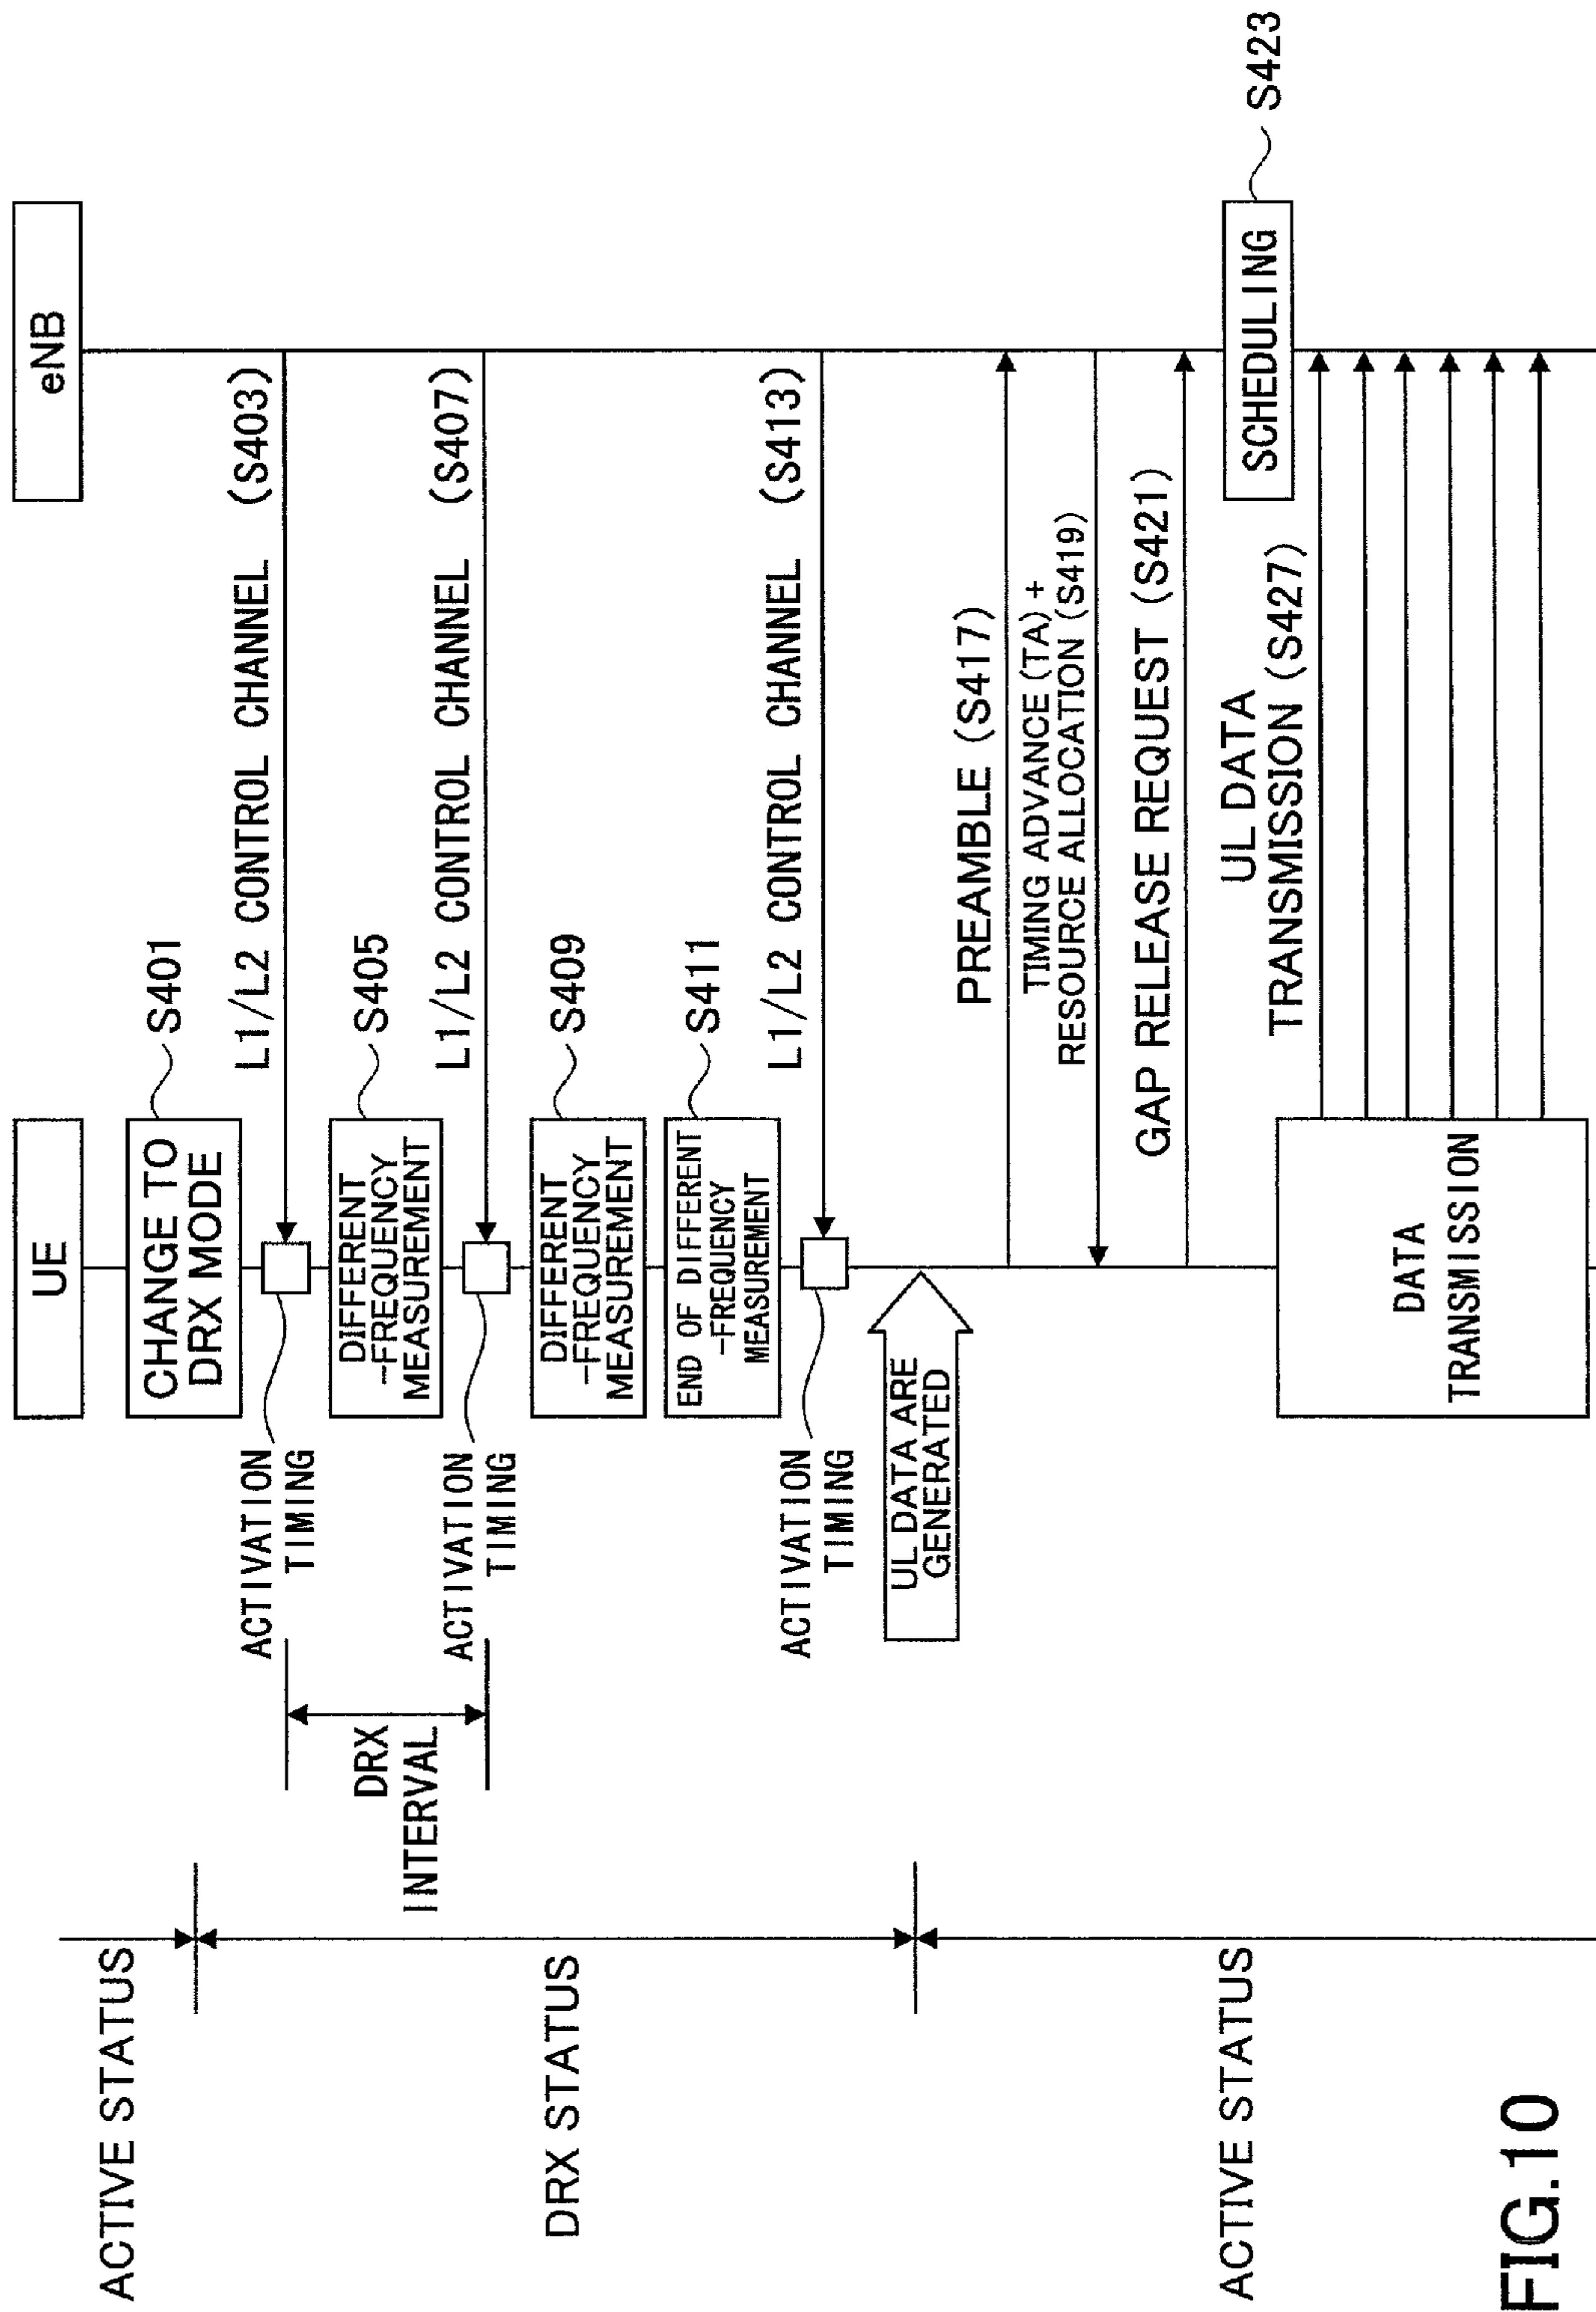 UE
eNB
ACTIVE STATUS
CHANGE TO
DRX MODE
S401
L1/L2 CONTROL CHANNEL (S403)
ACTIVATION
TIMING
DIFFERENT
-FREQUENCY
MEASUREMENT
S405
DRX
INTERVAL
L1/L2 CONTROL CHANNEL (S407)
ACTIVATION
TIMING
DRX STATUS
DIFFERENT
-FREQUENCY
MEASUREMENT
S409
END OF DIFFERENT
-FREQUENCY
MEASUREMENT
S411
L1/L2 CONTROL CHANNEL (S413)
ACTIVATION
TIMING
UL DATA ARE
GENERATED
PREAMBLE (S417)
TIMING ADVANCE (TA) +
RESOURCE ALLOCATION (S419)
GAP RELEASE REQUEST (S421)
ACTIVE STATUS
SCHEDULING
S423
UL DATA
TRANSMISSION (S427)
DATA
TRANSMISSION
FIG.10